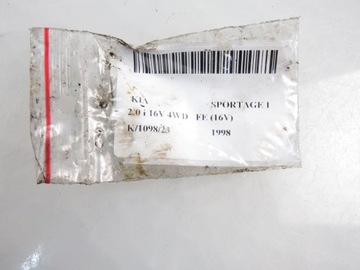 KIA SPORTAGE I
2.0 i 16V 4WD FE (16V)
K/1098/23 1998